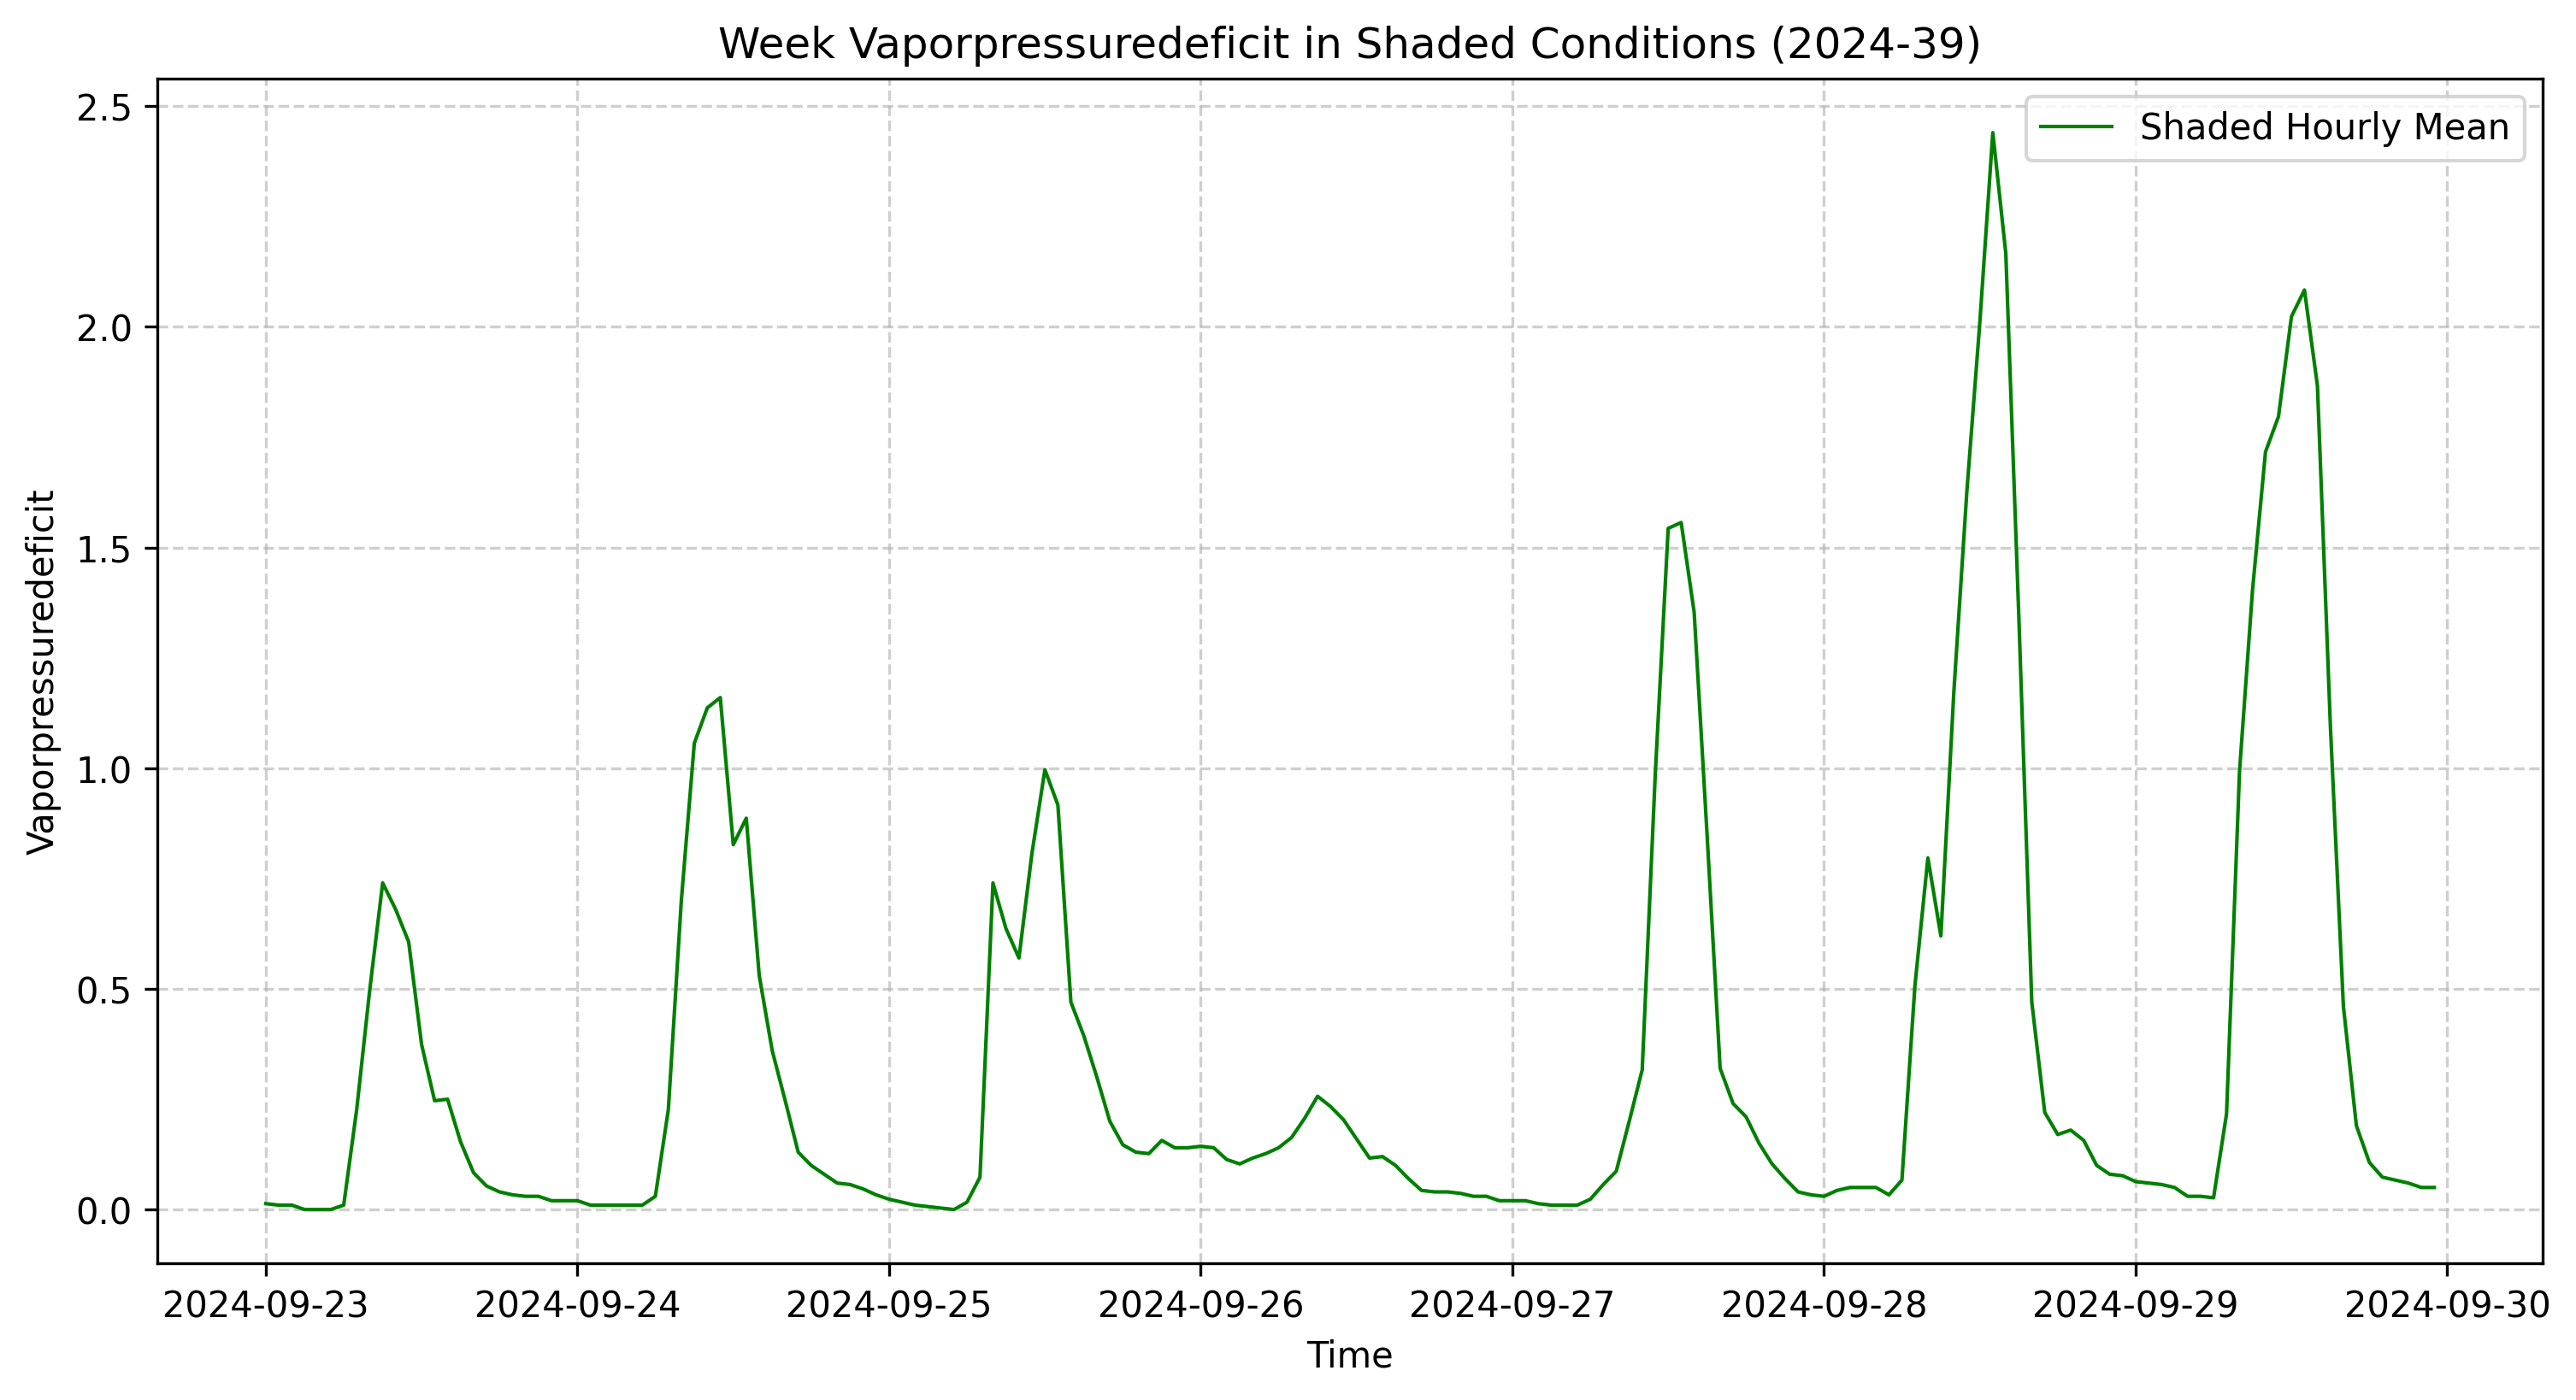 Week Vaporpressuredeficit in Shaded Conditions (2024-39)
Shaded Hourly Mean
2.5
2.0
1.5
1.0
0.5
0.0
Vaporpressuredeficit
2024-09-23 2024-09-24 2024-09-25 2024-09-26 2024-09-27 2024-09-28 2024-09-29 2024-09-30
Time